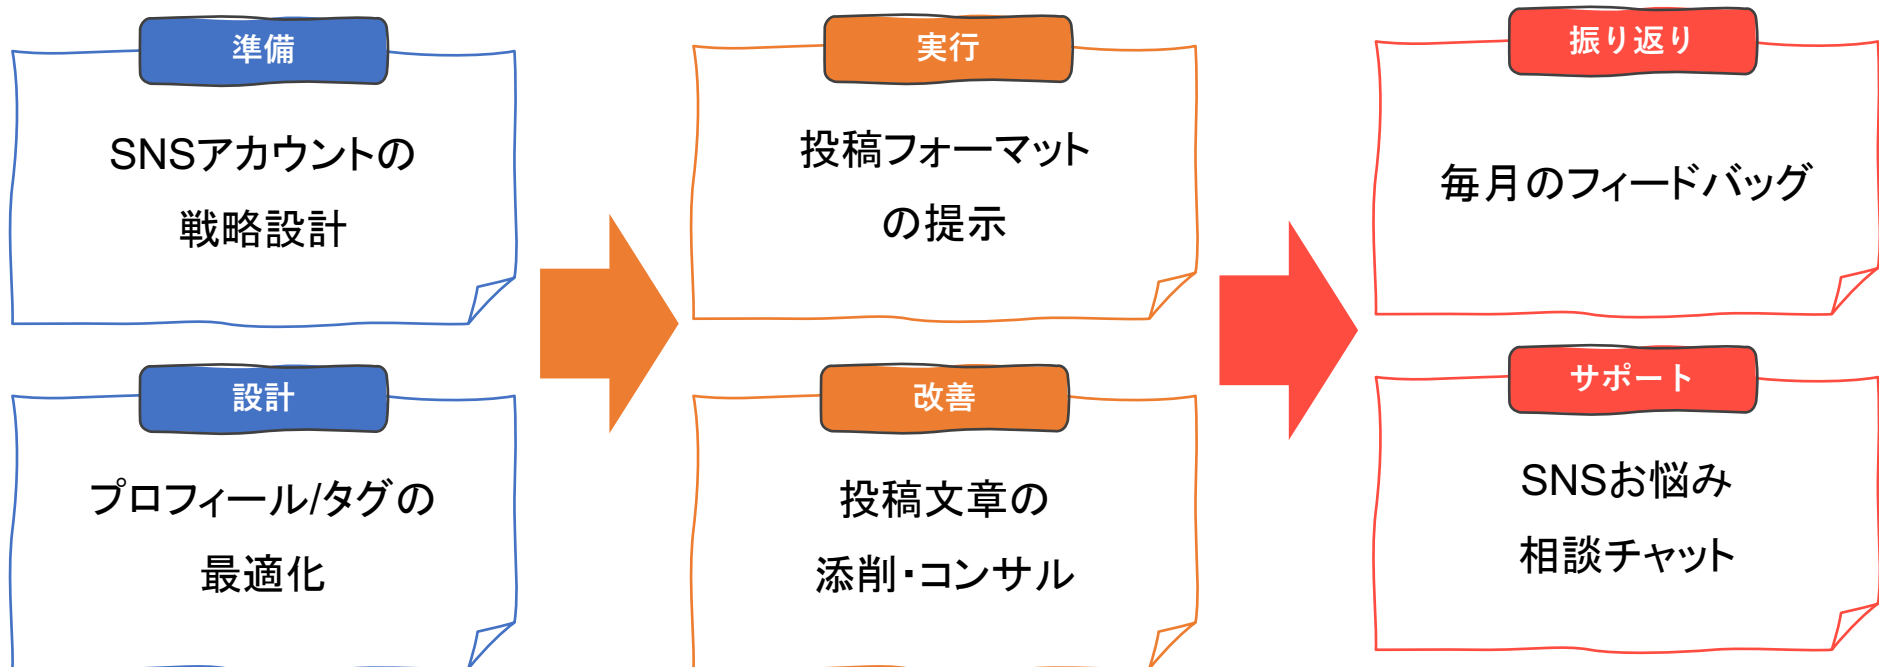 準備
SNSアカウントの
戦略設計
設計
プロフィール/タグの
最適化
実行
投稿フォーマット
の提示
改善
投稿文章の
添削・コンサル
振り返り
毎月のフィードバッグ
サポート
SNSお悩み
相談チャット